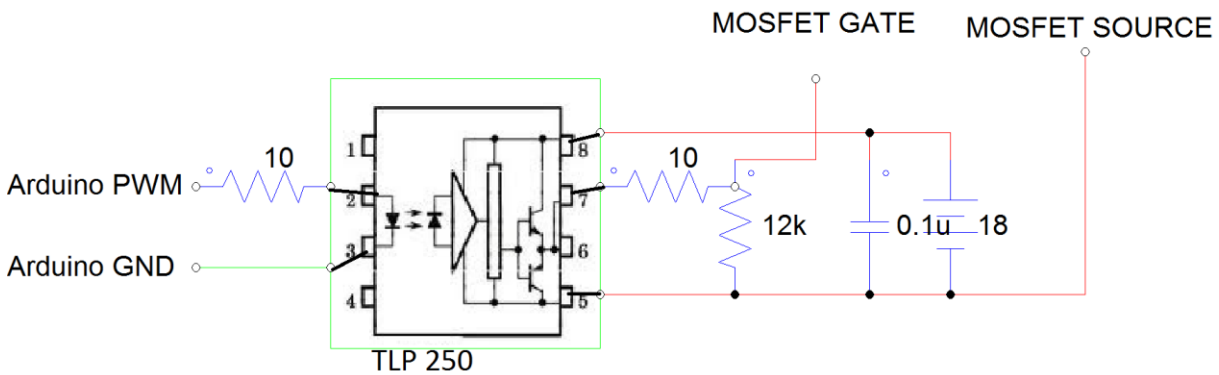 MOSFET GATE
MOSFET SOURCE
Arduino PWM
10
1
2
3
4
8
7
6
5
10
12k
0.1u
18
Arduino GND
TLP 250